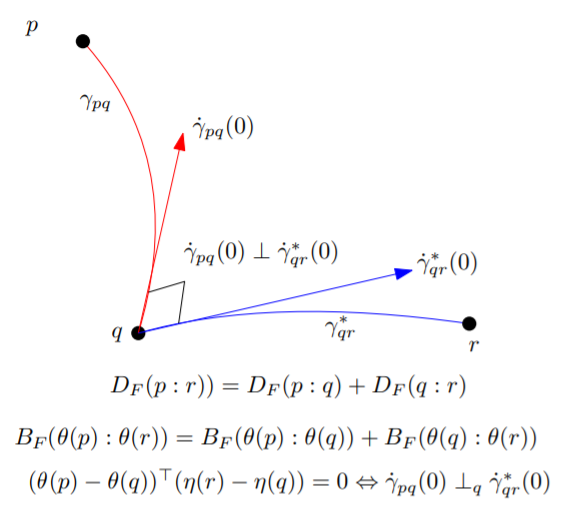 p
γ_pq
γ̇_pq(0)
γ̇_pq(0) ⊥ γ̇*_qr(0)
γ̇*_qr(0)
q
γ*_qr
r
D_F(p : r)) = D_F(p : q) + D_F(q : r)
B_F(θ(p) : θ(r)) = B_F(θ(p) : θ(q)) + B_F(θ(q) : θ(r))
(θ(p) − θ(q))^⊤(η(r) − η(q)) = 0 ⇔ γ̇_pq(0) ⊥_q γ̇*_qr(0)